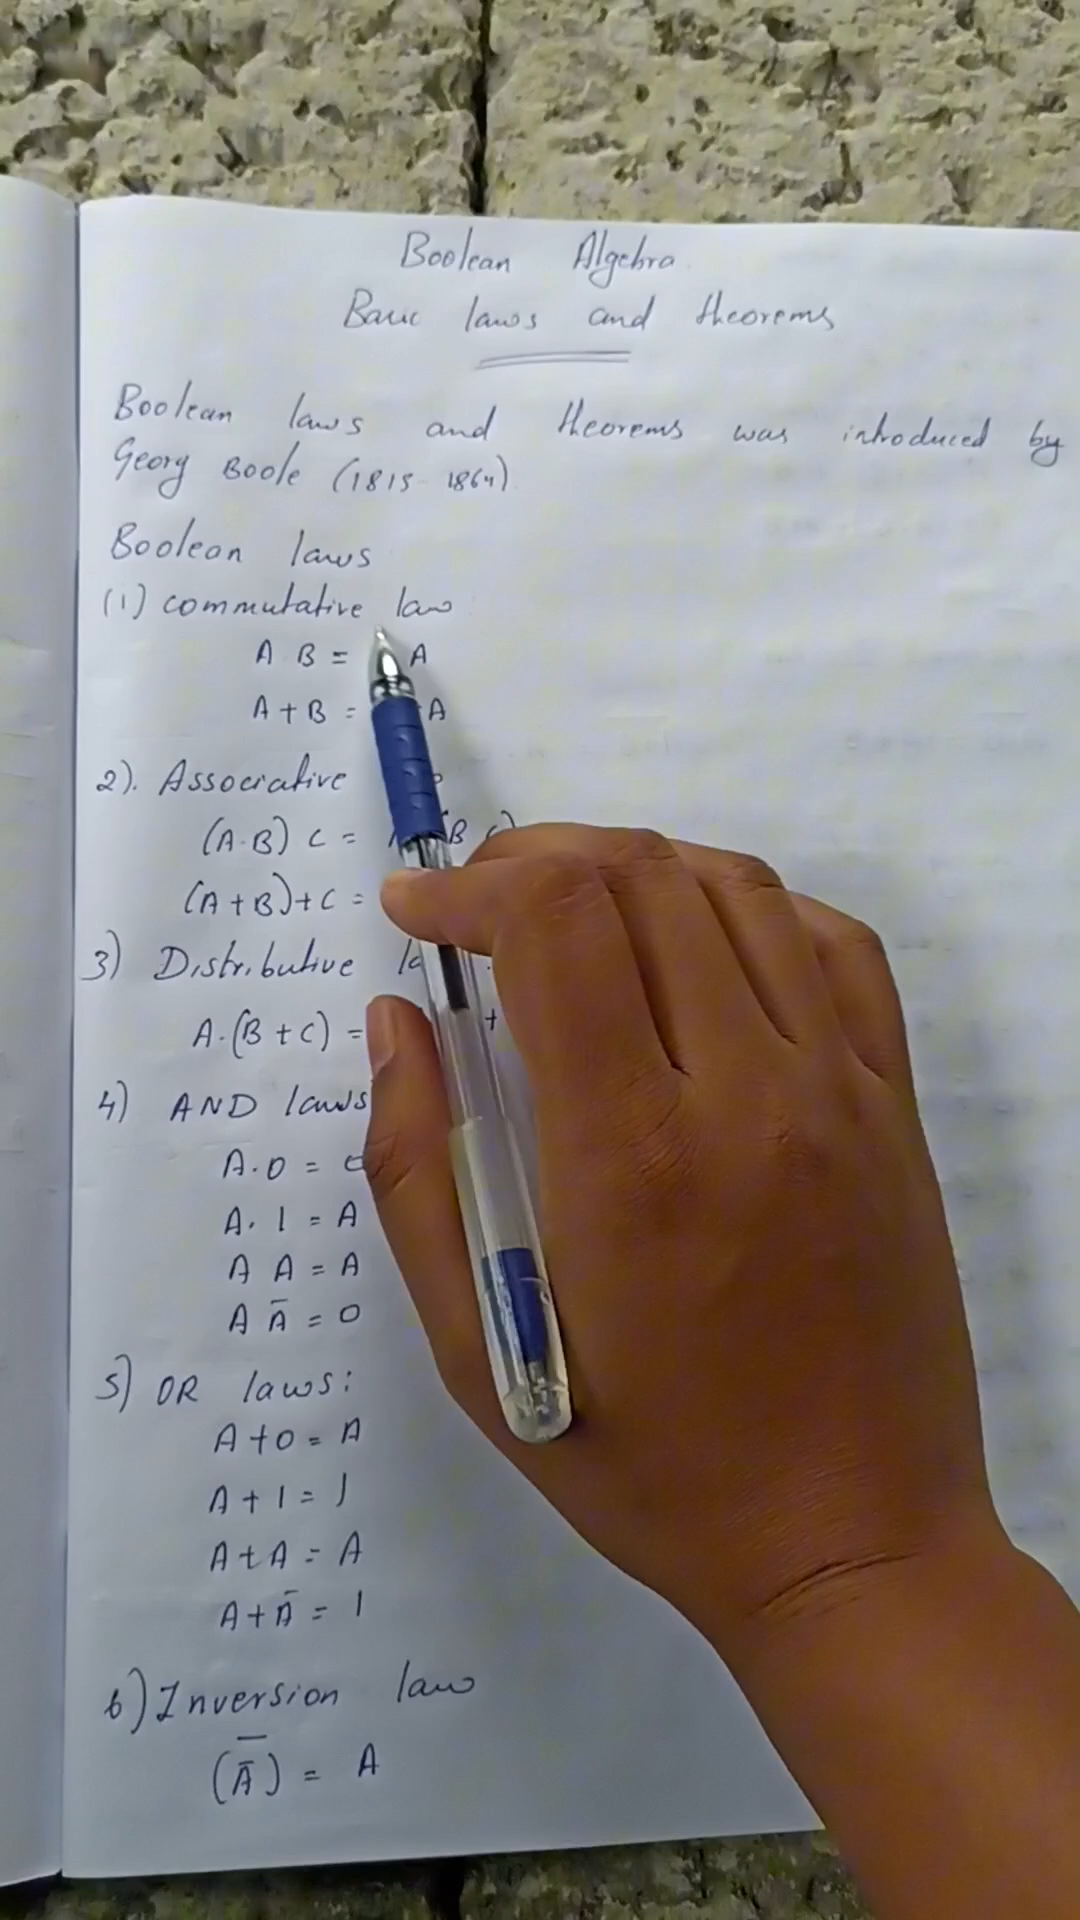 Boolean Algebra
Basic laws and theorems
Boolean laws and theorems was introduced by
Georg Boole (1815-1864).
Boolean laws
(1) commutative law
A B = A
A + B = A
2). Associative
(A·B) C = B C)
(A + B) + C =
3) Distributive la
A·(B + C) = +
4) AND laws
A·0 = 0
A·1 = A
A A = A
A Ā = 0
5) OR laws:
A + 0 = A
A + 1 = 1
A + A = A
A + Ā = 1
6) Inversion law
(Ā̄) = A